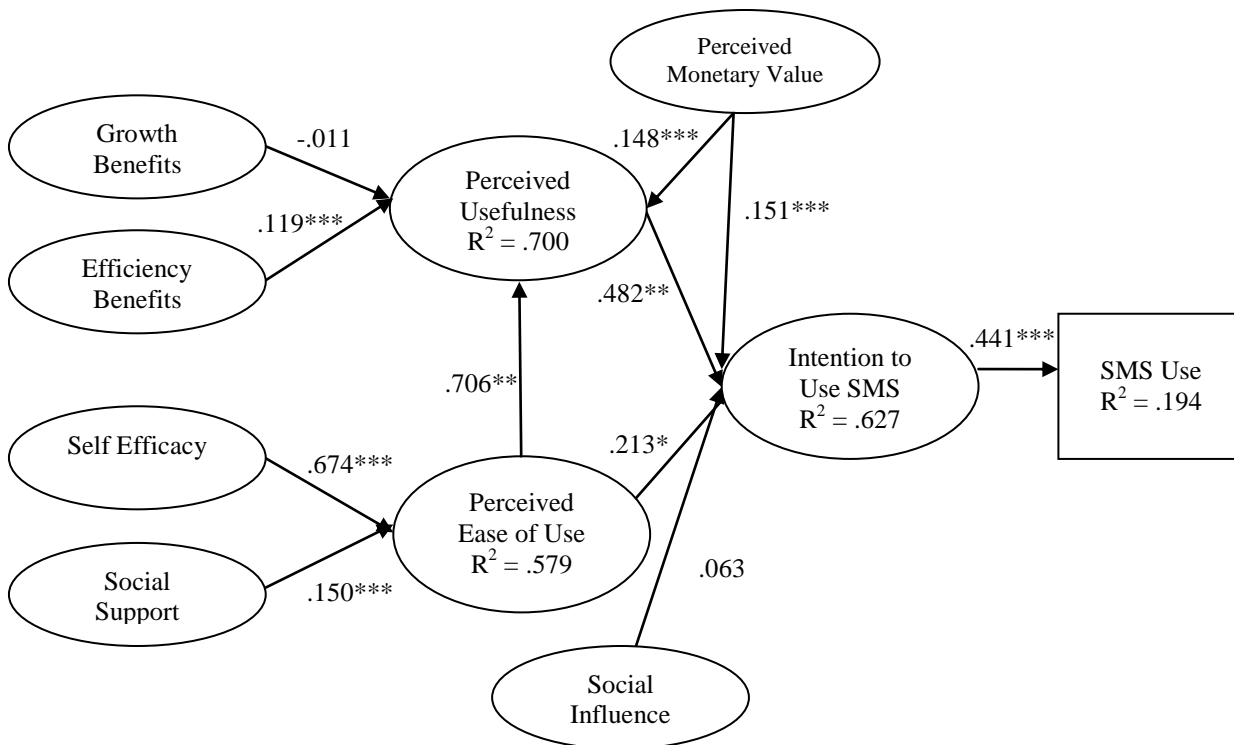 Perceived
Monetary Value
Growth
Benefits
-.011
.148***
Perceived
Usefulness
R² = .700
.119***
.151***
Efficiency
Benefits
.482**
.441***
Intention to
Use SMS
R² = .627
SMS Use
R² = .194
.706**
Self Efficacy
.674***
.213*
Perceived
Ease of Use
R² = .579
.063
Social
Support
.150***
Social
Influence